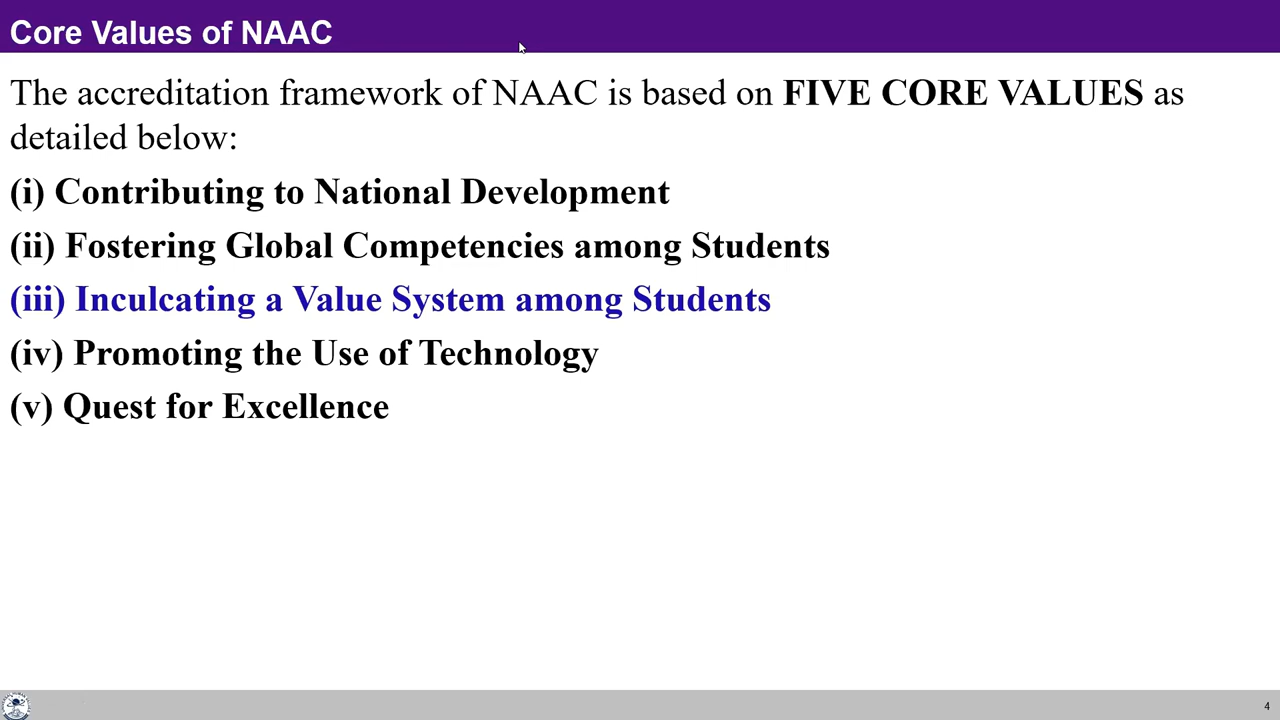 Core Values of NAAC
The accreditation framework of NAAC is based on FIVE CORE VALUES as
detailed below:
(i) Contributing to National Development
(ii) Fostering Global Competencies among Students
(iii) Inculcating a Value System among Students
(iv) Promoting the Use of Technology
(v) Quest for Excellence
4